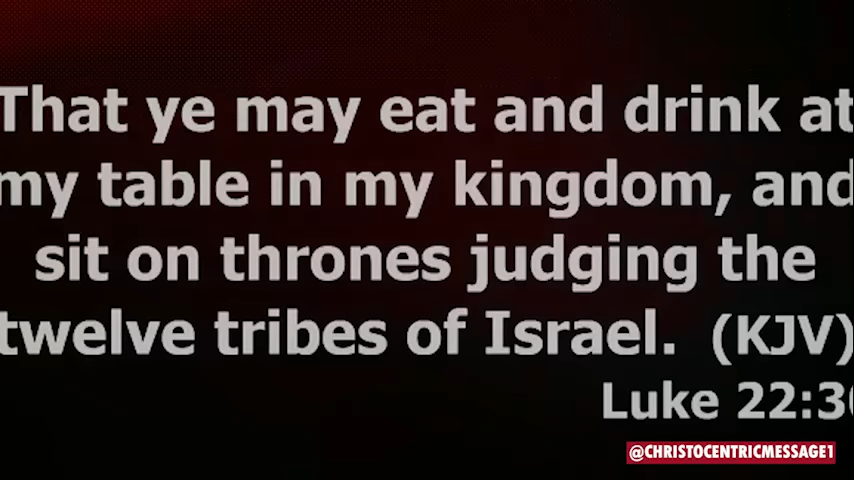 That ye may eat and drink at
my table in my kingdom, and
sit on thrones judging the
twelve tribes of Israel. (KJV)
Luke 22:30
@CHRISTOCENTRICMESSAGE1